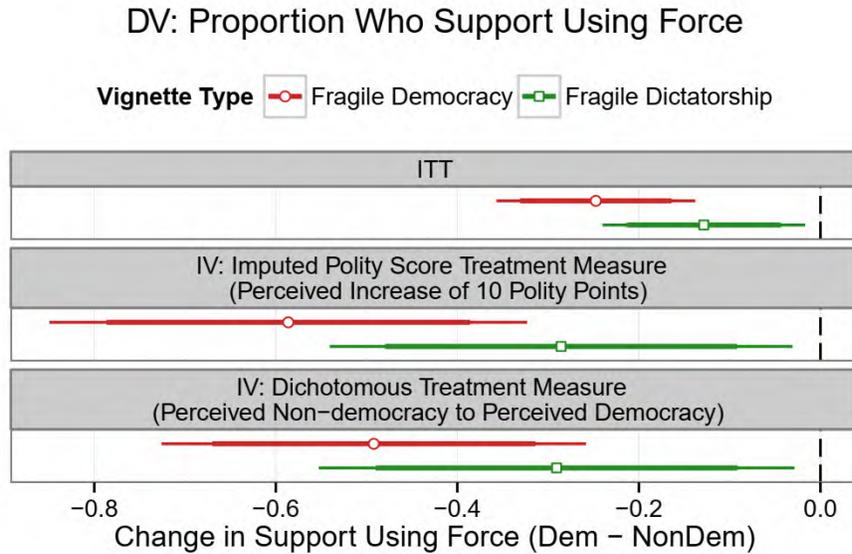 DV: Proportion Who Support Using Force
Vignette Type Fragile Democracy Fragile Dictatorship
ITT
IV: Imputed Polity Score Treatment Measure
(Perceived Increase of 10 Polity Points)
IV: Dichotomous Treatment Measure
(Perceived Non−democracy to Perceived Democracy)
−0.8 −0.6 −0.4 −0.2 0.0
Change in Support Using Force (Dem − NonDem)